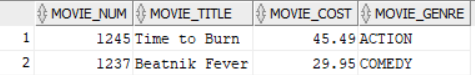 MOVIE_NUM MOVIE_TITLE MOVIE_COST MOVIE_GENRE
1 1245 Time to Burn 45.49 ACTION
2 1237 Beatnik Fever 29.95 COMEDY